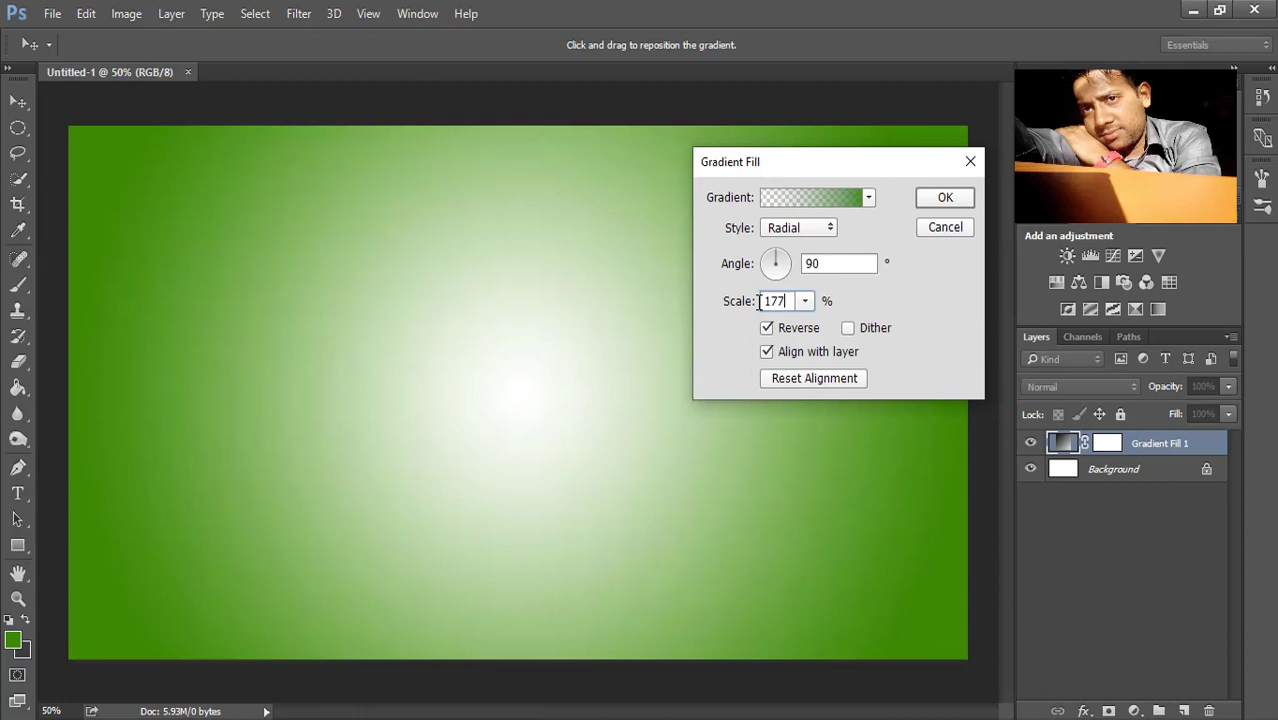 Ps File Edit Image Layer Type Select Filter 3D View Window Help
Click and drag to reposition the gradient.
Essentials
Untitled-1 @ 50% (RGB/8) ×
Gradient Fill
Gradient:
OK
Style: Radial
Cancel
Angle: 90 °
Scale: 177 %
Reverse Dither
Align with layer
Reset Alignment
Add an adjustment
Layers Channels Paths
Kind
Normal Opacity: 100%
Lock: Fill: 100%
Gradient Fill 1
Background
50% Doc: 5.93M/0 bytes